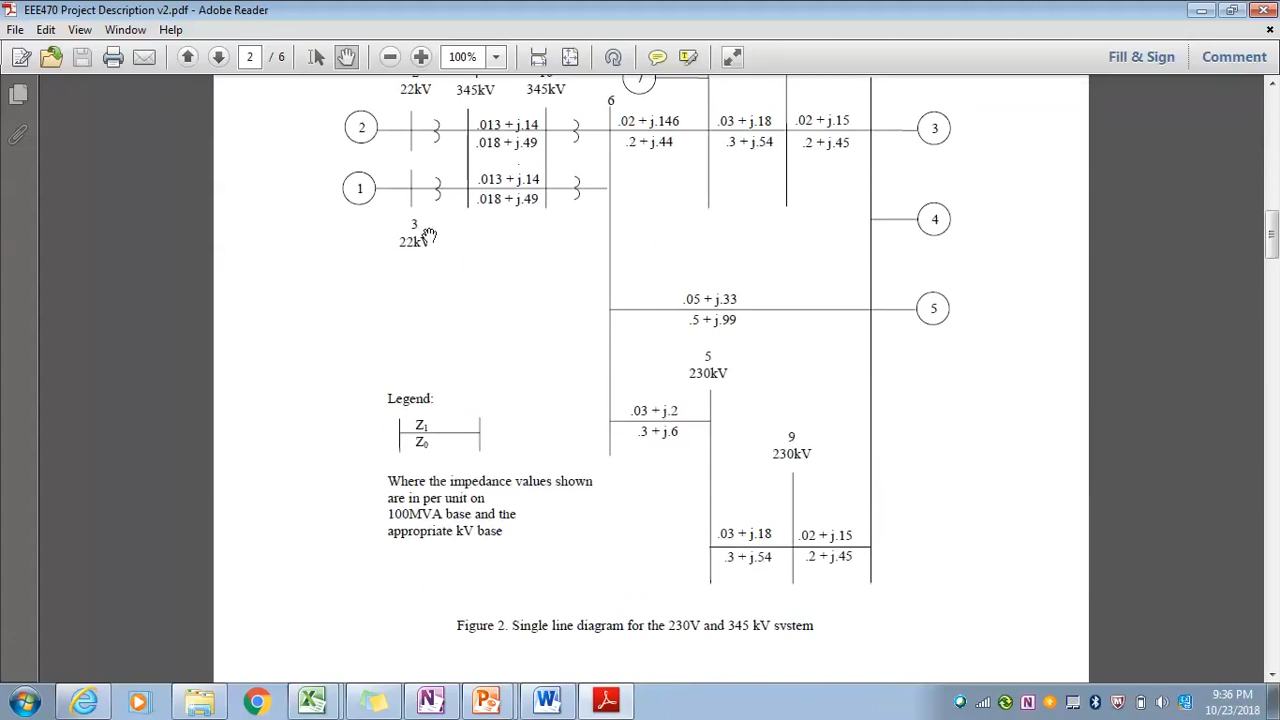 EEE470 Project Description v2.pdf - Adobe Reader
File Edit View Window Help
2 / 6 100% Fill & Sign Comment
22kV 345kV 345kV
7
6
2 .013 + j.14 .02 + j.146 .03 + j.18 .02 + j.15 3
.018 + j.49 .2 + j.44 .3 + j.54 .2 + j.45
1 .013 + j.14
.018 + j.49
3
22kV
4
.05 + j.33
.5 + j.99
5
5
230kV
Legend:
Z1
Z0
.03 + j.2
.3 + j.6
9
230kV
Where the impedance values shown
are in per unit on
100MVA base and the
appropriate kV base
.03 + j.18 .02 + j.15
.3 + j.54 .2 + j.45
Figure 2. Single line diagram for the 230V and 345 kV system
9:36 PM
10/23/2018